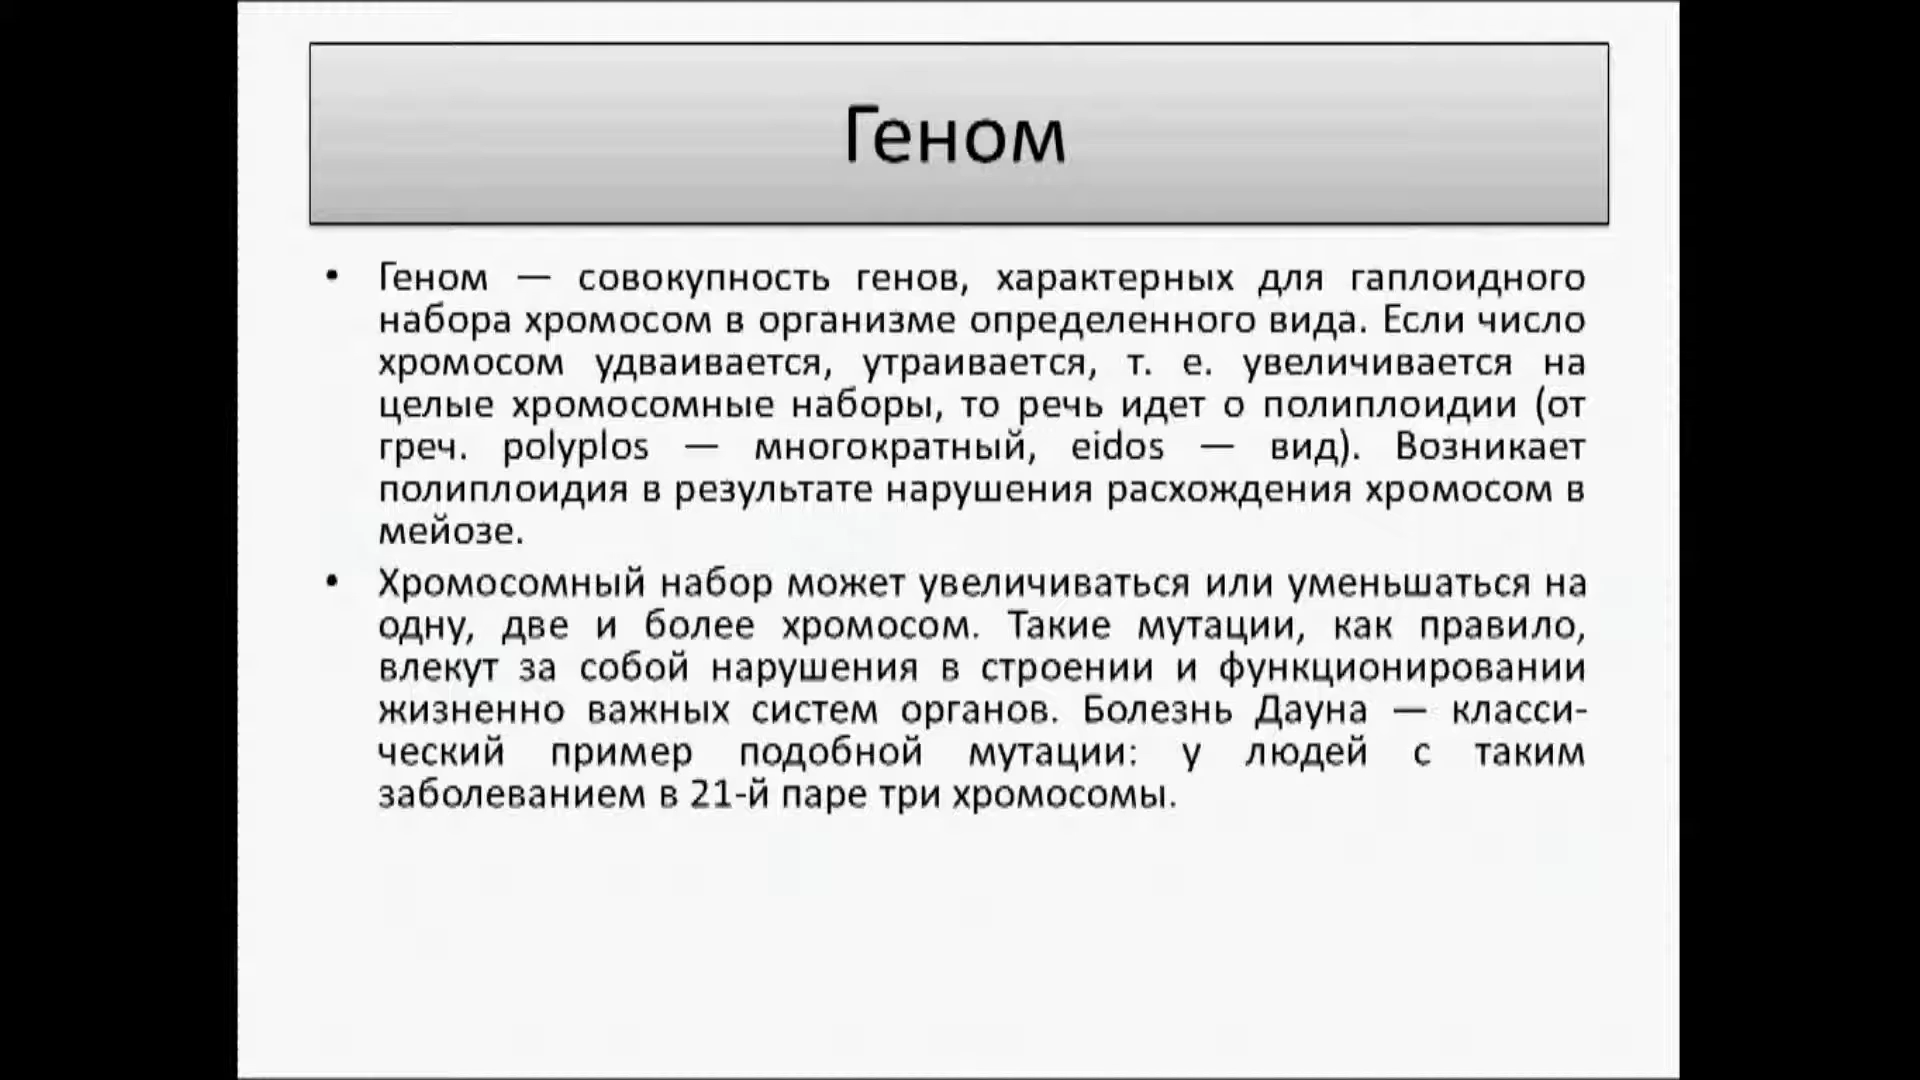 Геном
• Геном — совокупность генов, характерных для гаплоидного
набора хромосом в организме определенного вида. Если число
хромосом удваивается, утраивается, т. е. увеличивается на
целые хромосомные наборы, то речь идет о полиплоидии (от
греч. polyplos — многократный, eidos — вид). Возникает
полиплоидия в результате нарушения расхождения хромосом в
мейозе.
• Хромосомный набор может увеличиваться или уменьшаться на
одну, две и более хромосом. Такие мутации, как правило,
влекут за собой нарушения в строении и функционировании
жизненно важных систем органов. Болезнь Дауна — класси-
ческий пример подобной мутации: у людей с таким
заболеванием в 21-й паре три хромосомы.